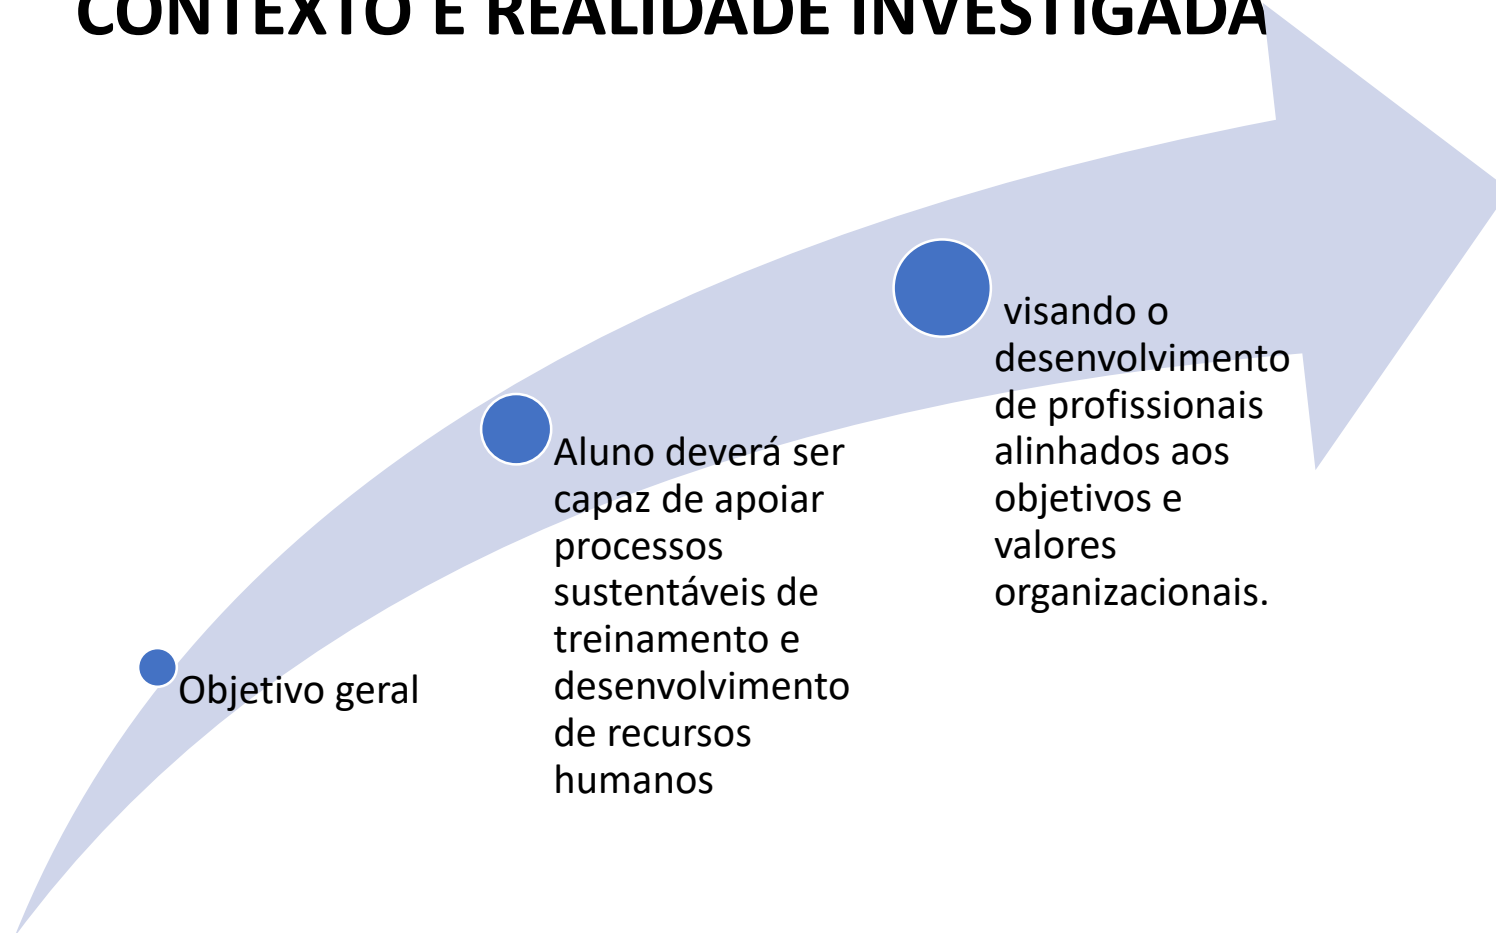 CONTEXTO E REALIDADE INVESTIGADA
Objetivo geral
Aluno deverá ser
capaz de apoiar
processos
sustentáveis de
treinamento e
desenvolvimento
de recursos
humanos
visando o
desenvolvimento
de profissionais
alinhados aos
objetivos e
valores
organizacionais.